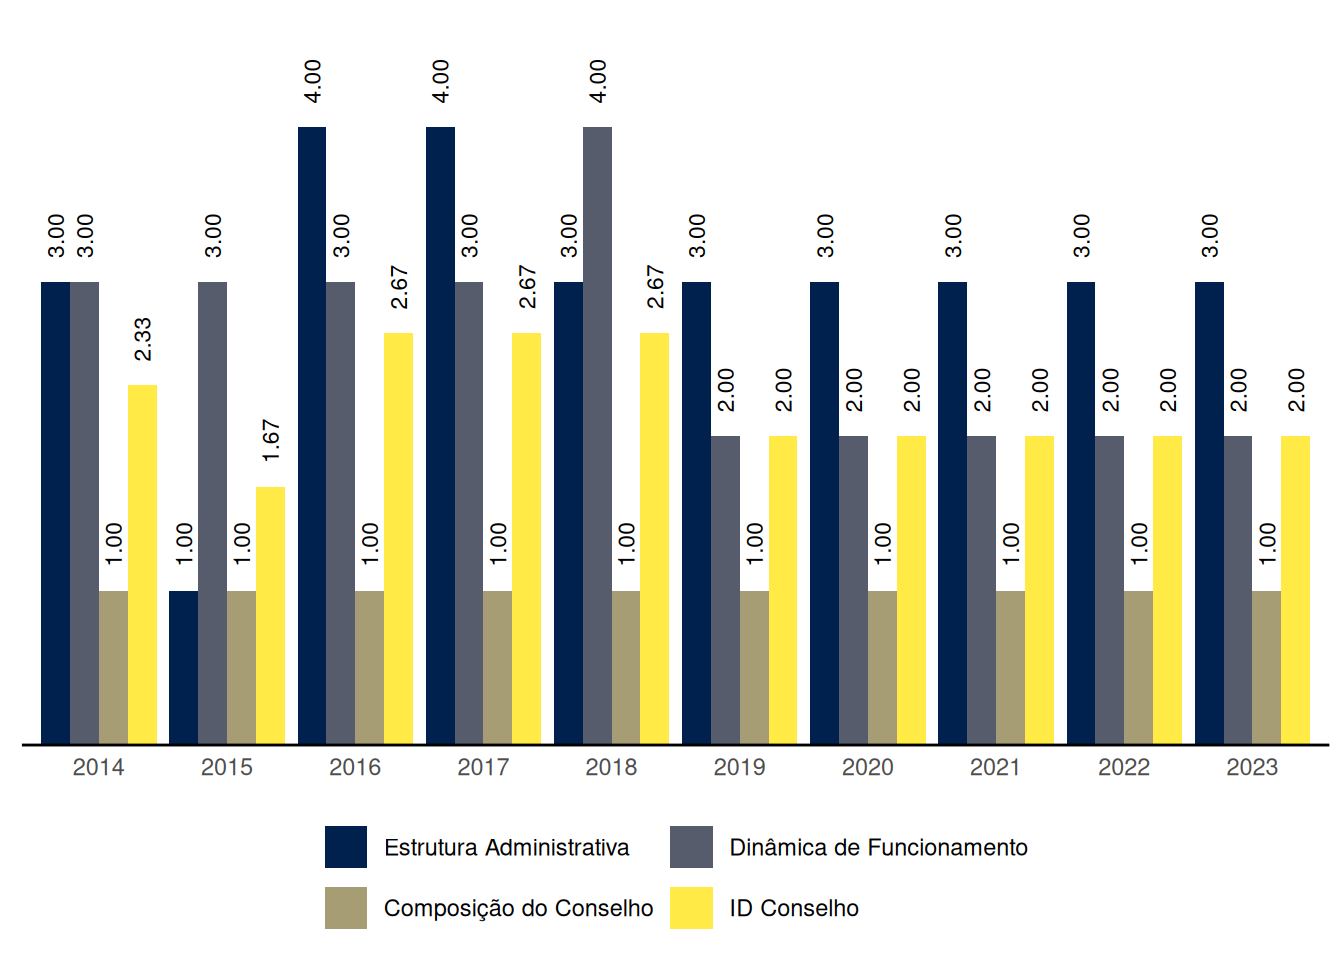 4.00 4.00 4.00
3.00 3.00 3.00 3.00 3.00 3.00 3.00 3.00 3.00 3.00 3.00
2.67 2.67 2.67
2.33
2.00 2.00 2.00 2.00 2.00 2.00 2.00 2.00 2.00 2.00
1.67
1.00 1.00 1.00 1.00 1.00 1.00 1.00 1.00 1.00 1.00 1.00
2014 2015 2016 2017 2018 2019 2020 2021 2022 2023
Estrutura Administrativa Dinâmica de Funcionamento
Composição do Conselho ID Conselho